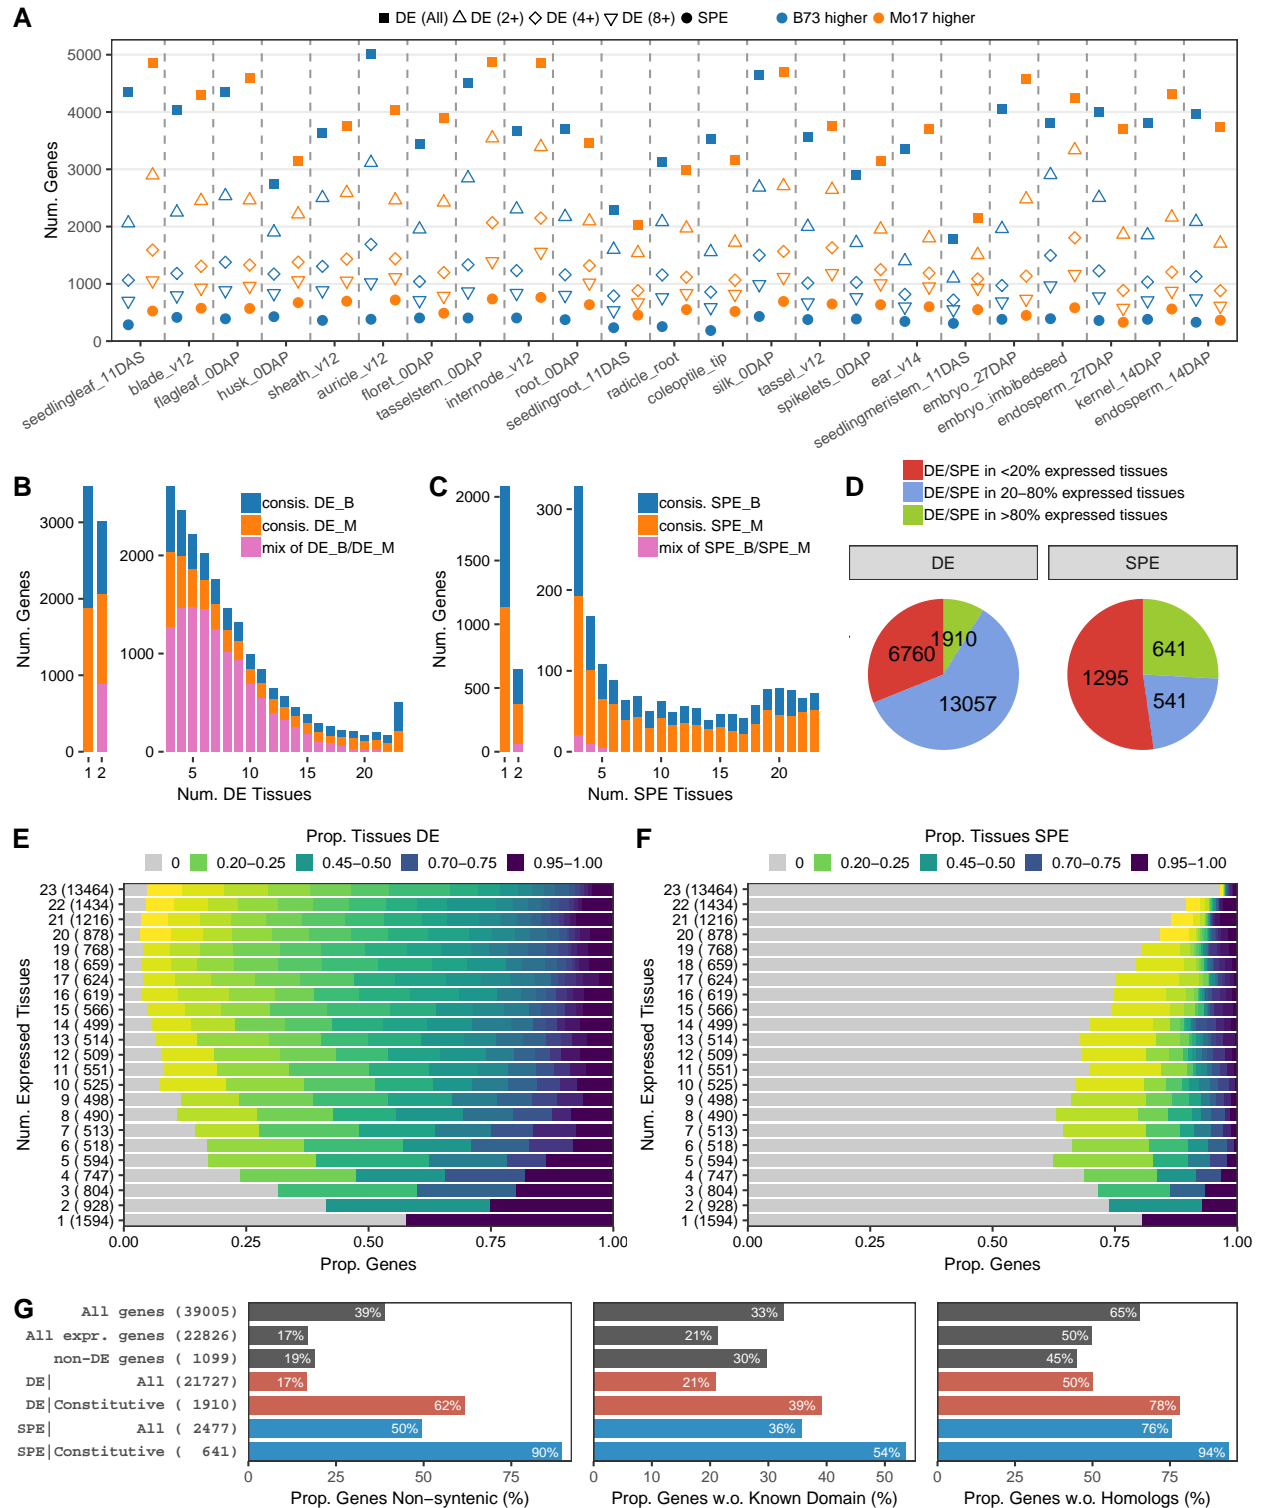 A
DE (All) DE (2+) DE (4+) DE (8+) SPE B73 higher Mo17 higher
Num. Genes
5000
4000
3000
2000
1000
0
seedlingleaf_11DAS
blade_v12
flagleaf_0DAP
husk_0DAP
sheath_v12
auricle_v12
floret_0DAP
tasselstem_0DAP
internode_v12
root_0DAP
seedlingroot_11DAS
radicle_root
coleoptile_tip
silk_0DAP
tassel_v12
spikelets_0DAP
ear_v14
seedlingmeristem_11DAS
embryo_27DAP
embryo_imbibedseed
endosperm_27DAP
kernel_14DAP
endosperm_14DAP
B
Num. Genes
3000
2000
1000
0
1 2
2000
1000
0
5 10 15 20
consis. DE_B
consis. DE_M
mix of DE_B/DE_M
Num. DE Tissues
C
Num. Genes
2000
1500
1000
500
0
1 2
300
200
100
0
5 10 15 20
consis. SPE_B
consis. SPE_M
mix of SPE_B/SPE_M
Num. SPE Tissues
D
DE/SPE in <20% expressed tissues
DE/SPE in 20−80% expressed tissues
DE/SPE in >80% expressed tissues
DE SPE
1910
6760
13057
641
1295
541
E
Prop. Tissues DE
0 0.20−0.25 0.45−0.50 0.70−0.75 0.95−1.00
Num. Expressed Tissues
23 (13464)
22 (1434)
21 (1216)
20 ( 878)
19 ( 768)
18 ( 659)
17 ( 624)
16 ( 619)
15 ( 566)
14 ( 499)
13 ( 514)
12 ( 509)
11 ( 551)
10 ( 525)
9 ( 498)
8 ( 490)
7 ( 513)
6 ( 518)
5 ( 594)
4 ( 747)
3 ( 804)
2 ( 928)
1 (1594)
0.00 0.25 0.50 0.75 1.00
Prop. Genes
F
Prop. Tissues SPE
0 0.20−0.25 0.45−0.50 0.70−0.75 0.95−1.00
Num. Expressed Tissues
23 (13464)
22 (1434)
21 (1216)
20 ( 878)
19 ( 768)
18 ( 659)
17 ( 624)
16 ( 619)
15 ( 566)
14 ( 499)
13 ( 514)
12 ( 509)
11 ( 551)
10 ( 525)
9 ( 498)
8 ( 490)
7 ( 513)
6 ( 518)
5 ( 594)
4 ( 747)
3 ( 804)
2 ( 928)
1 (1594)
0.00 0.25 0.50 0.75 1.00
Prop. Genes
G
All genes (39005) 39% 33% 65%
All expr. genes (22826) 17% 21% 50%
non-DE genes ( 1099) 19% 30% 45%
DE| All (21727) 17% 21% 50%
DE|Constitutive ( 1910) 62% 39% 78%
SPE| All ( 2477) 50% 36% 76%
SPE|Constitutive ( 641) 90% 54% 94%
0 25 50 75
0 10 20 30 40 50
0 25 50 75
Prop. Genes Non−syntenic (%)
Prop. Genes w.o. Known Domain (%)
Prop. Genes w.o. Homologs (%)